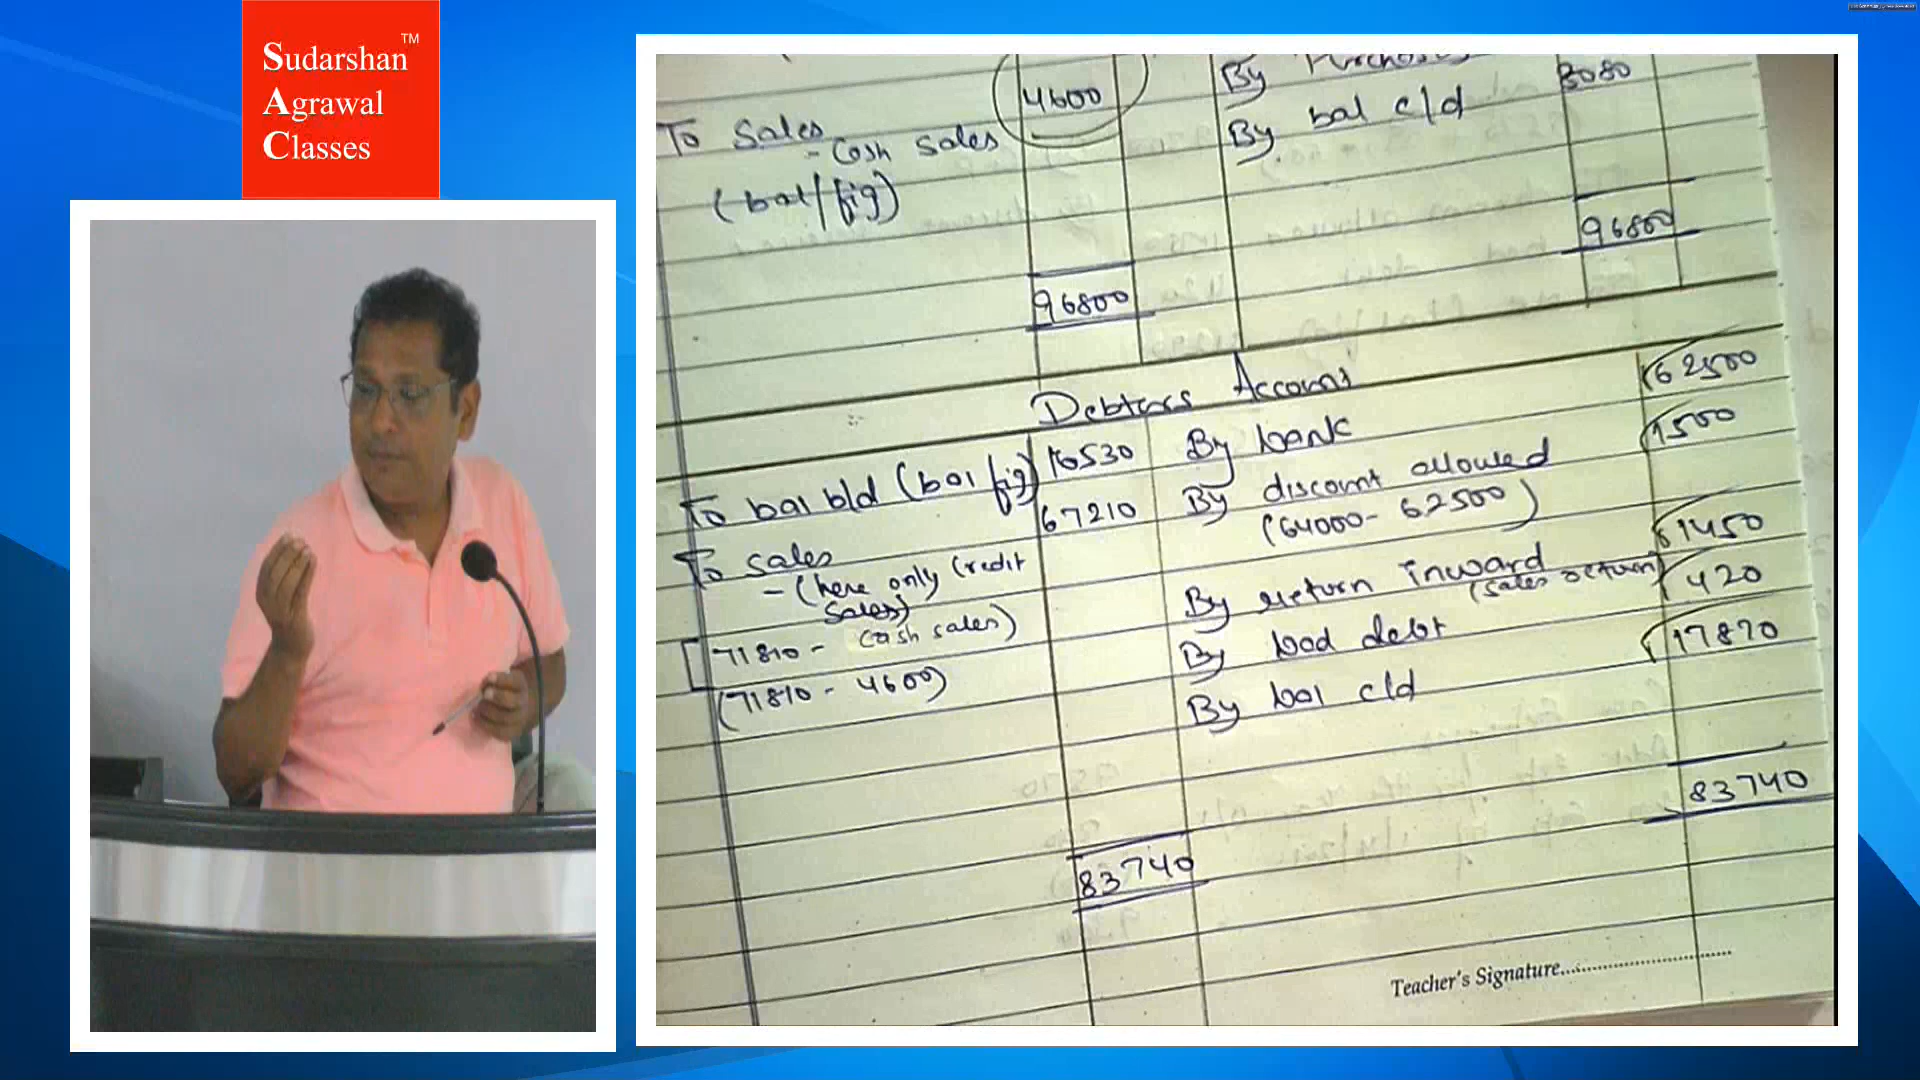 Sudarshan
Agrawal
Classes
TM
4600
By Purchases
8080
To Sales
- Cash sales
By bal c/d
(bal/fig)
96800
96800
Debtors Account
To bal b/d (bal fig) 16530 By bank 62500
To sales 67210 By discount allowed 1500
(64000 - 62500)
- (here only credit
sales)
By return inward 1450
(sales return)
[71810 - cash sales)
By bad debt 420
(71810 - 4600)
By bal c/d 17870
83740
83740
Teacher's Signature